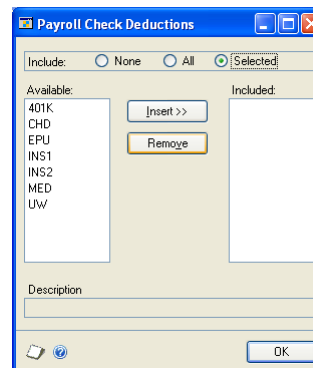 Payroll Check Deductions
Include: None All Selected
Available: Included:
401K
CHD
EPU
INS1
INS2
MED
UW
Insert >>
Remove
Description
OK